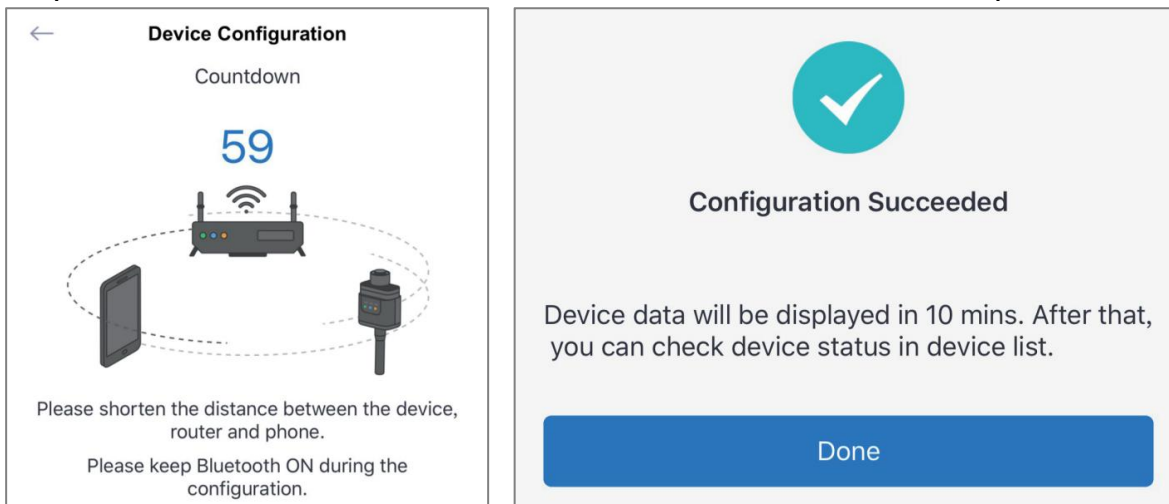 Device Configuration
Countdown
59
Please shorten the distance between the device,
router and phone.
Please keep Bluetooth ON during the
configuration.
Configuration Succeeded
Device data will be displayed in 10 mins. After that,
you can check device status in device list.
Done